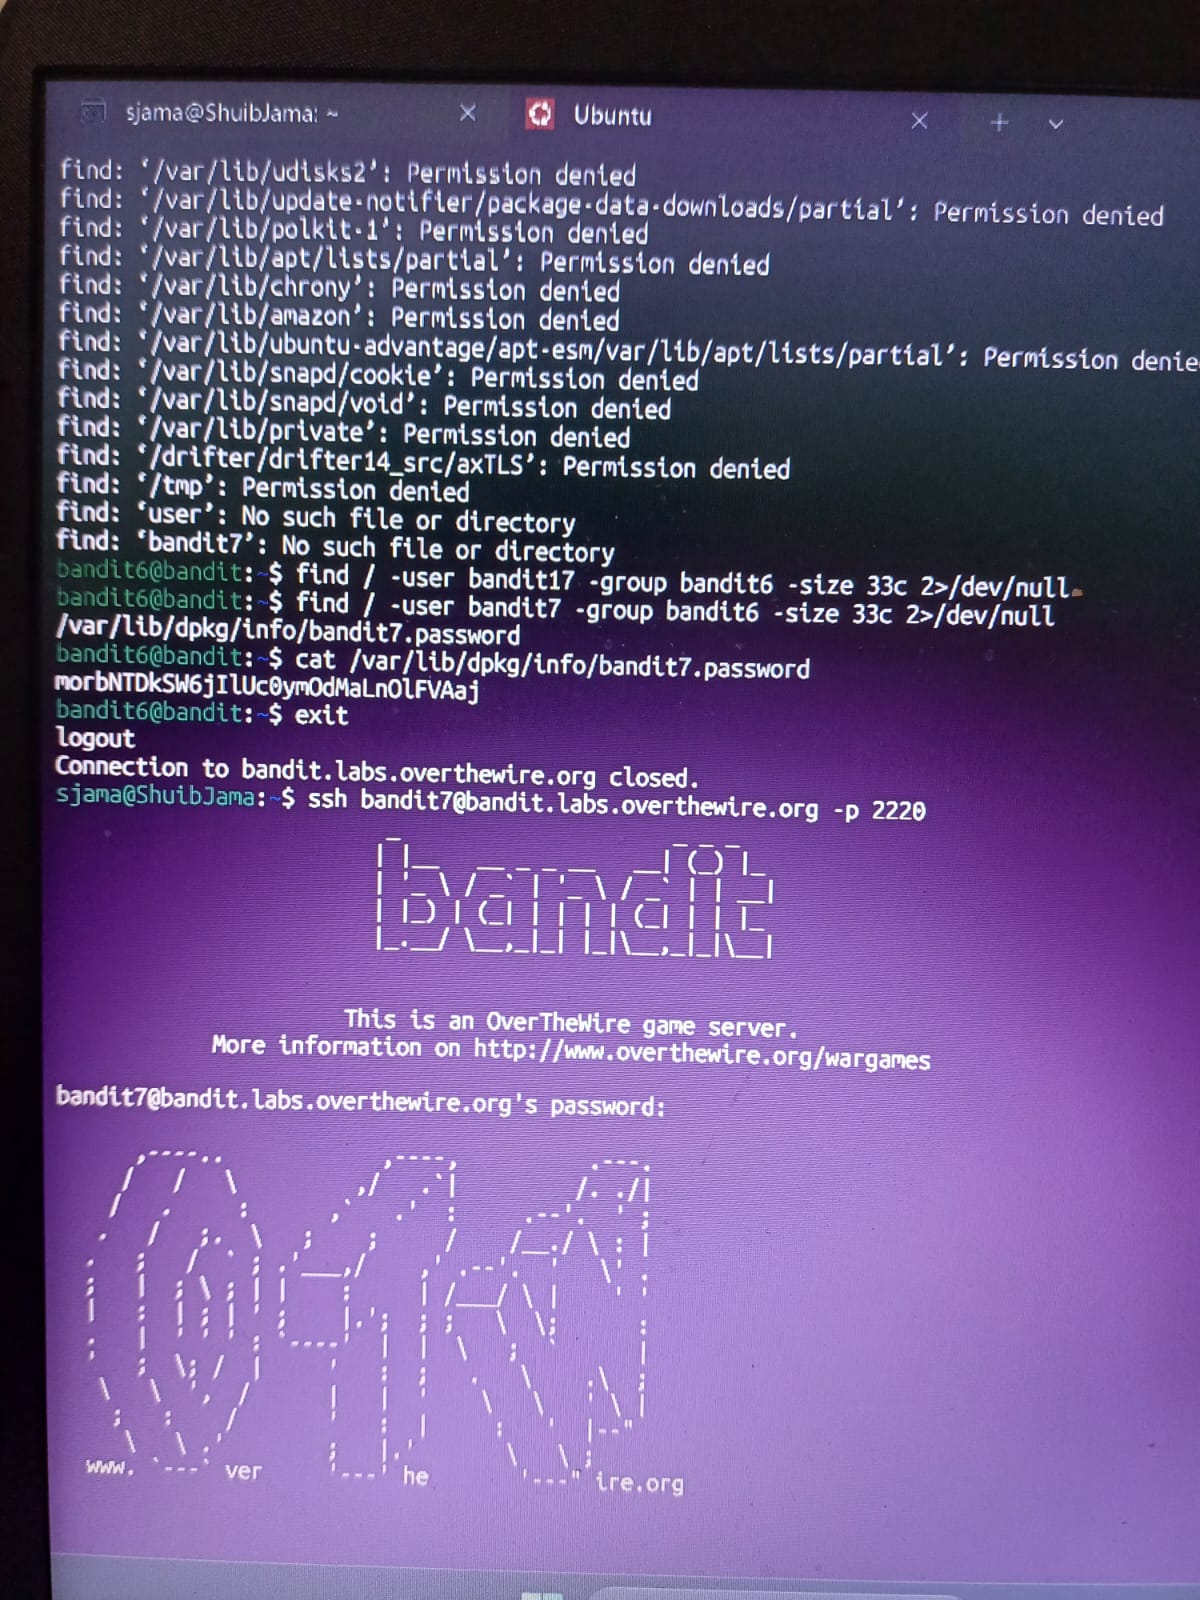 sjama@ShuibJama: ~
Ubuntu
find: ‘/var/lib/udisks2’: Permission denied
find: ‘/var/lib/update-notifier/package-data-downloads/partial’: Permission denied
find: ‘/var/lib/polkit-1’: Permission denied
find: ‘/var/lib/apt/lists/partial’: Permission denied
find: ‘/var/lib/chrony’: Permission denied
find: ‘/var/lib/amazon’: Permission denied
find: ‘/var/lib/ubuntu-advantage/apt-esm/var/lib/apt/lists/partial’: Permission denie
find: ‘/var/lib/snapd/cookie’: Permission denied
find: ‘/var/lib/snapd/void’: Permission denied
find: ‘/var/lib/private’: Permission denied
find: ‘/drifter/drifter14_src/axTLS’: Permission denied
find: ‘/tmp’: Permission denied
find: ‘user’: No such file or directory
find: ‘bandit7’: No such file or directory
bandit6@bandit:~$ find / -user bandit17 -group bandit6 -size 33c 2>/dev/null
bandit6@bandit:~$ find / -user bandit7 -group bandit6 -size 33c 2>/dev/null
/var/lib/dpkg/info/bandit7.password
bandit6@bandit:~$ cat /var/lib/dpkg/info/bandit7.password
morbNTDkSW6jIlUc0ymOdMaLnOlFVAaj
bandit6@bandit:~$ exit
logout
Connection to bandit.labs.overthewire.org closed.
sjama@ShuibJama:~$ ssh bandit7@bandit.labs.overthewire.org -p 2220
bandit
This is an OverTheWire game server.
More information on http://www.overthewire.org/wargames
bandit7@bandit.labs.overthewire.org's password:
www. ver he ire.org